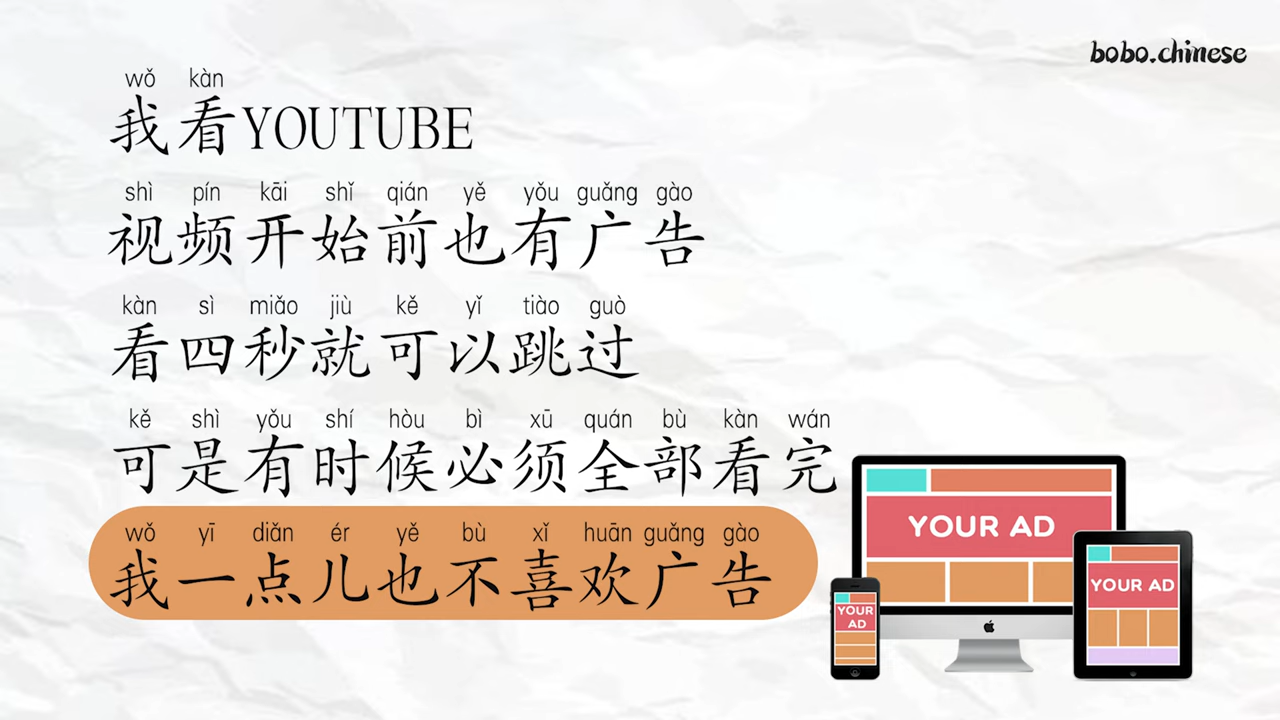 bobo.chinese
wǒ kàn
我看YOUTUBE
shì pín kāi shǐ qián yě yǒu guǎng gào
视频开始前也有广告
kàn sì miǎo jiù kě yǐ tiào guò
看四秒就可以跳过
kě shì yǒu shí hòu bì xū quán bù kàn wán
可是有时候必须全部看完
wǒ yī diǎn ér yě bù xǐ huān guǎng gào
我一点儿也不喜欢广告
YOUR AD
YOUR AD
YOUR
AD